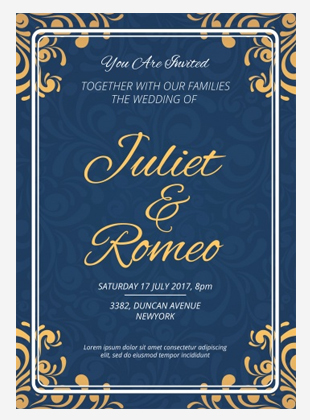 You Are Invited
TOGETHER WITH OUR FAMILIES
THE WEDDING OF
Juliet
&
Romeo
SATURDAY 17 JULY 2017, 8pm
3382, DUNCAN AVENUE
NEWYORK
Lorem ipsum dolor sit amet consectetur adipiscing
elit, sed do eiusmod tempor incididunt